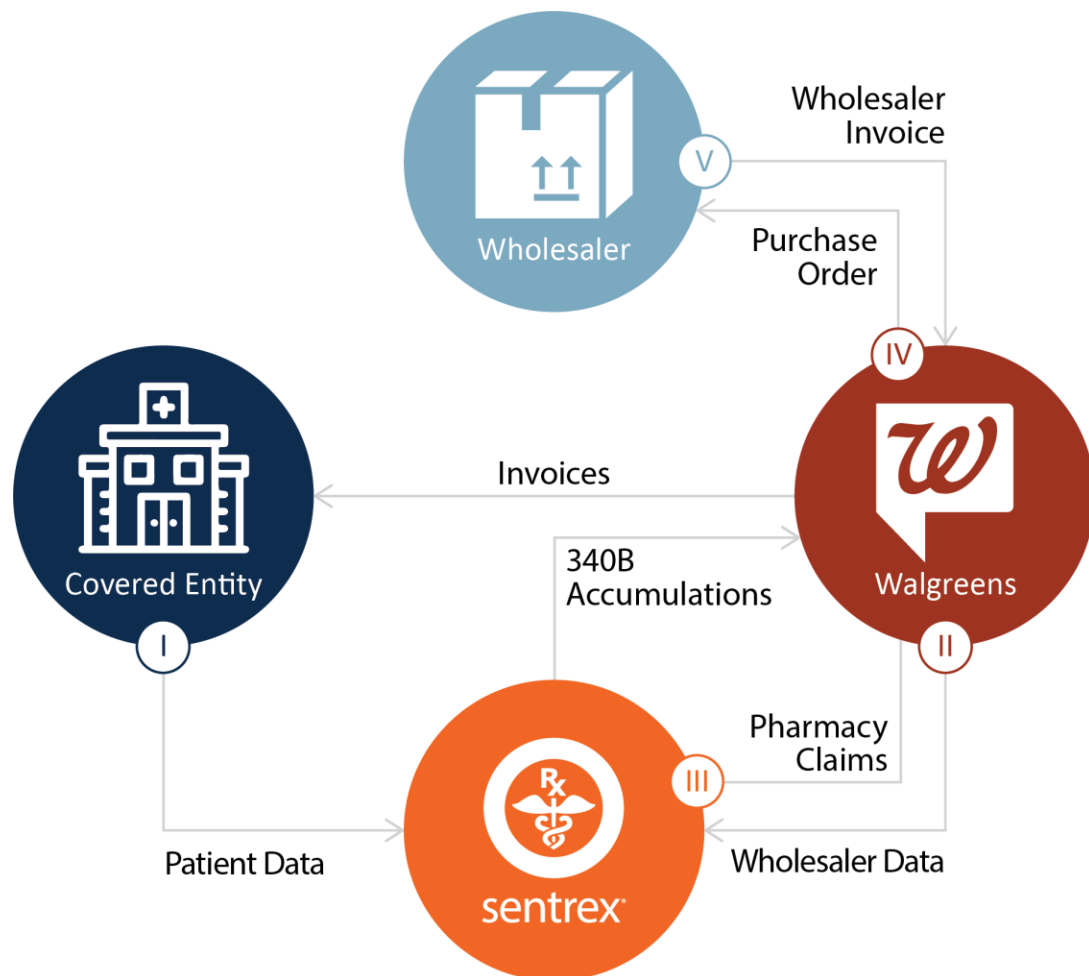 Wholesaler
Invoice
V
Purchase
Order
Wholesaler
IV
W
Invoices
340B
Accumulations
Covered Entity
Walgreens
I
II
Pharmacy
Claims
III
Rx
Patient Data
Wholesaler Data
sentrex